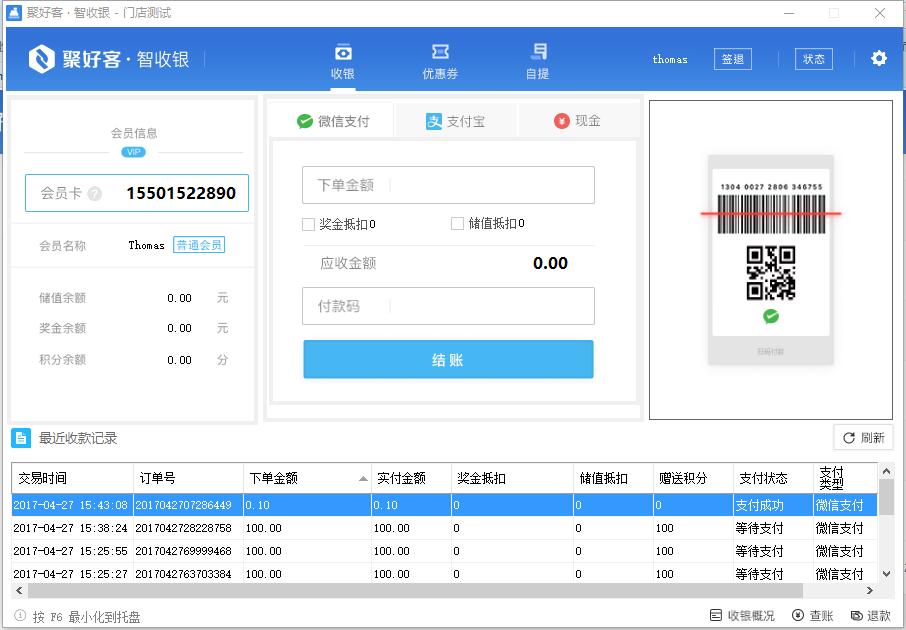 聚好客·智收银 - 门店测试
聚好客·智收银
收银
优惠券
自提
thomas
签退
状态
会员信息
VIP
会员卡 ? 15501522890
会员名称 Thomas 普通会员
储值余额 0.00 元
奖金余额 0.00 元
积分余额 0.00 分
微信支付
支付宝
现金
下单金额
奖金抵扣0 储值抵扣0
应收金额 0.00
付款码
结账
1304 0027 2806 346755
扫码付款
最近收款记录
刷新
交易时间 订单号 下单金额 实付金额 奖金抵扣 储值抵扣 赠送积分 支付状态 支付类型
2017-04-27 15:43:08 2017042707286449 0.10 0.10 0 0 0 支付成功 微信支付
2017-04-27 15:38:24 2017042728228758 100.00 100.00 0 0 100 等待支付 微信支付
2017-04-27 15:25:55 2017042769999468 100.00 100.00 0 0 100 等待支付 微信支付
2017-04-27 15:25:27 2017042763703384 100.00 100.00 0 0 100 等待支付 微信支付
按 F6 最小化到托盘
收银概况
查账
退款